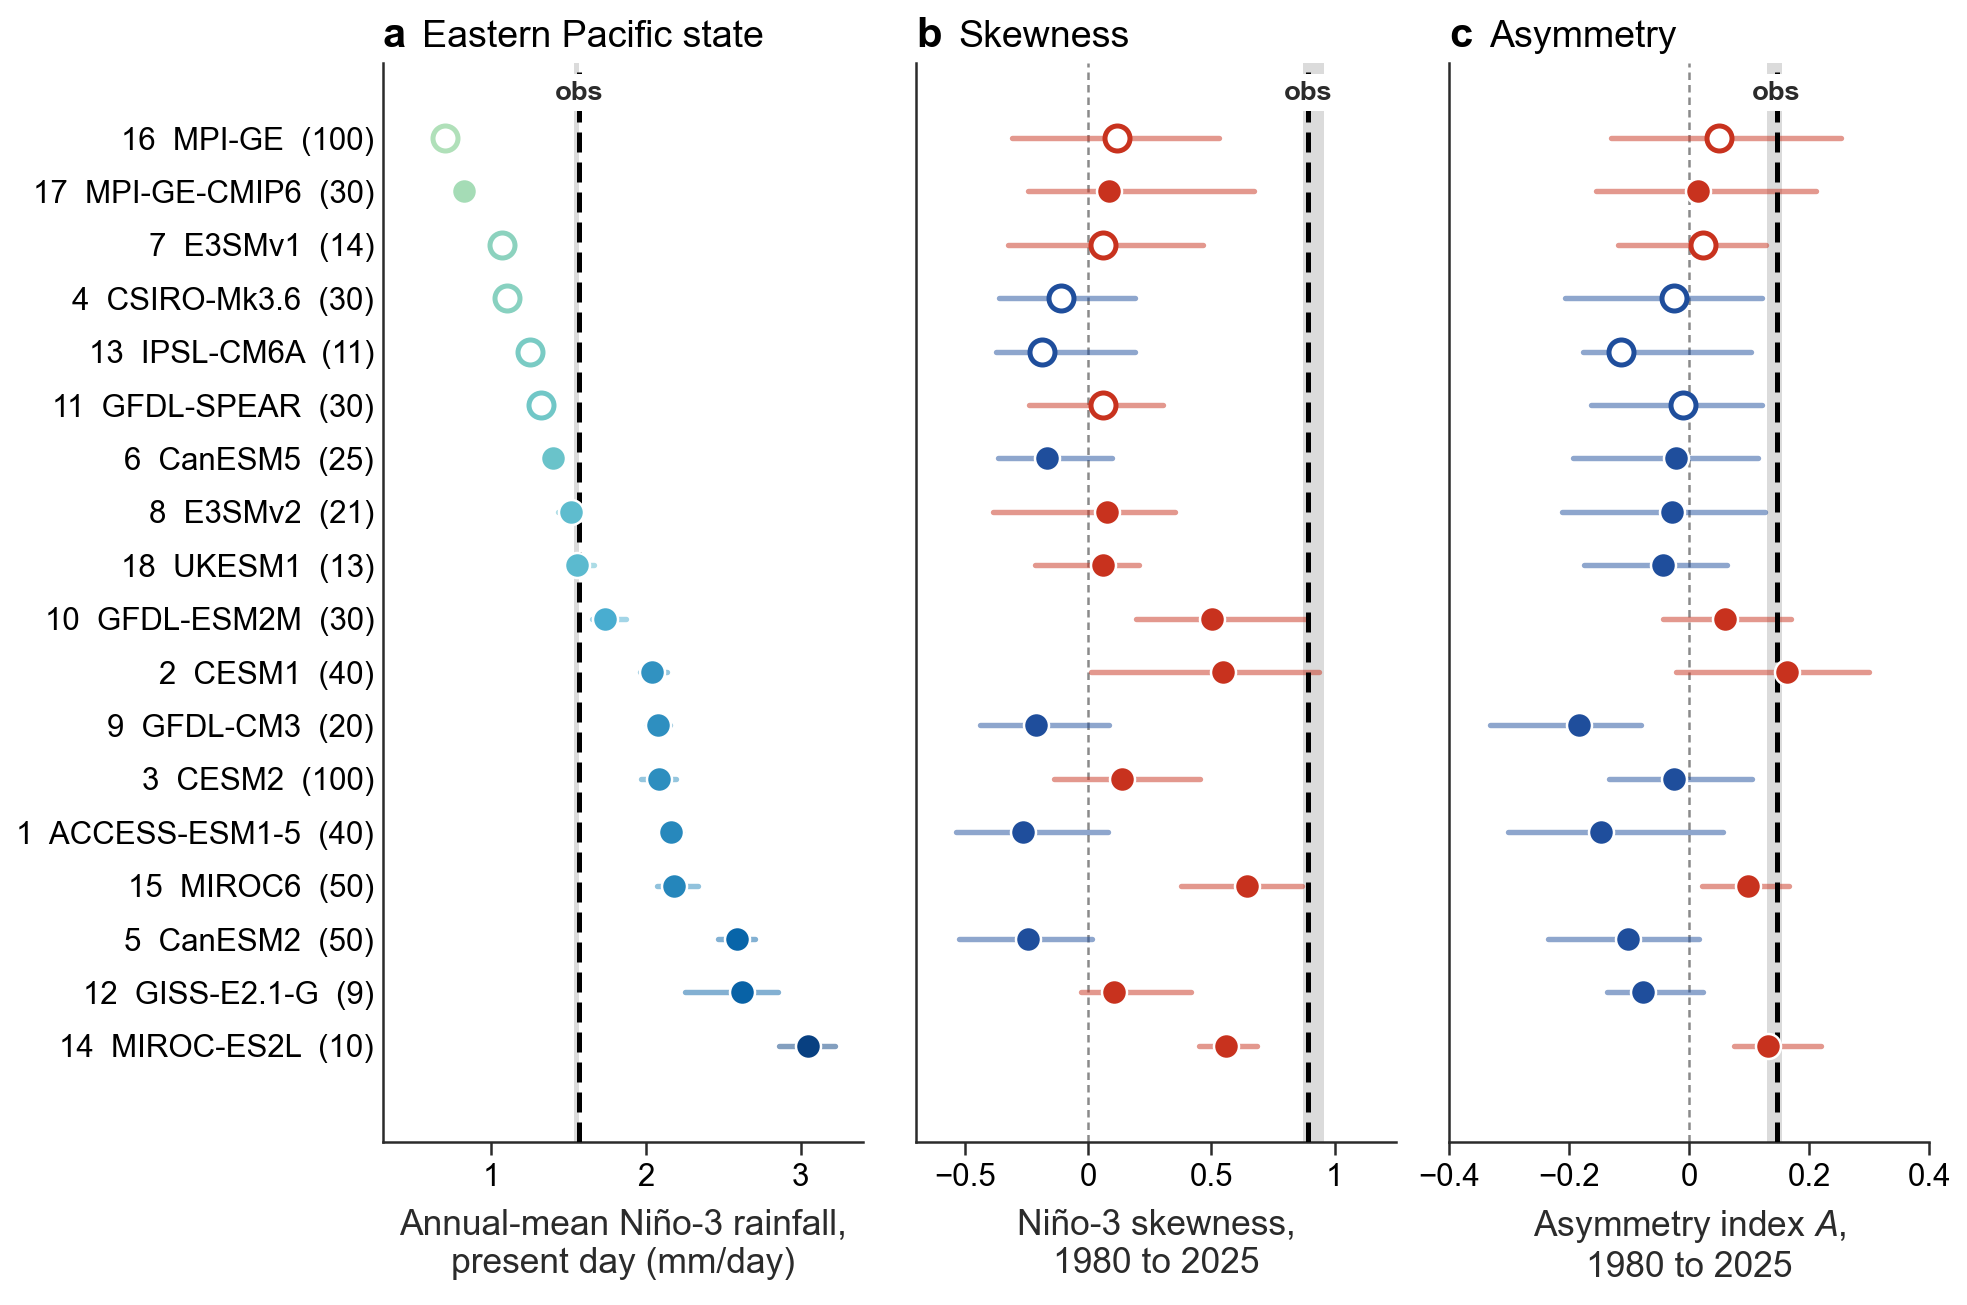 a Eastern Pacific state
b Skewness
c Asymmetry
obs
obs
obs
16 MPI-GE (100)
17 MPI-GE-CMIP6 (30)
7 E3SMv1 (14)
4 CSIRO-Mk3.6 (30)
13 IPSL-CM6A (11)
11 GFDL-SPEAR (30)
6 CanESM5 (25)
8 E3SMv2 (21)
18 UKESM1 (13)
10 GFDL-ESM2M (30)
2 CESM1 (40)
9 GFDL-CM3 (20)
3 CESM2 (100)
1 ACCESS-ESM1-5 (40)
15 MIROC6 (50)
5 CanESM2 (50)
12 GISS-E2.1-G (9)
14 MIROC-ES2L (10)
1 2 3
−0.5 0 0.5 1
−0.4 −0.2 0 0.2 0.4
Annual-mean Niño-3 rainfall,
present day (mm/day)
Niño-3 skewness,
1980 to 2025
Asymmetry index A,
1980 to 2025